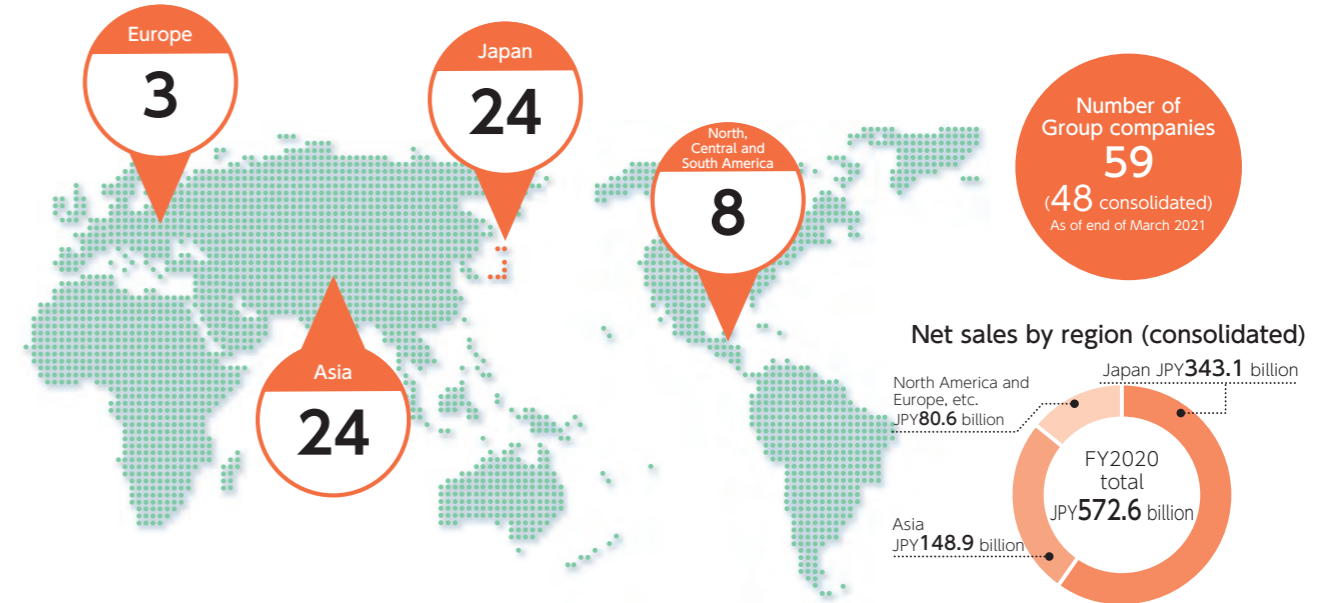 Europe
3
Japan
24
North,
Central and
South America
8
Asia
24
Number of
Group companies
59
(48 consolidated)
As of end of March 2021
Net sales by region (consolidated)
Japan JPY343.1 billion
North America and
Europe, etc.
JPY80.6 billion
FY2020
total
JPY572.6 billion
Asia
JPY148.9 billion